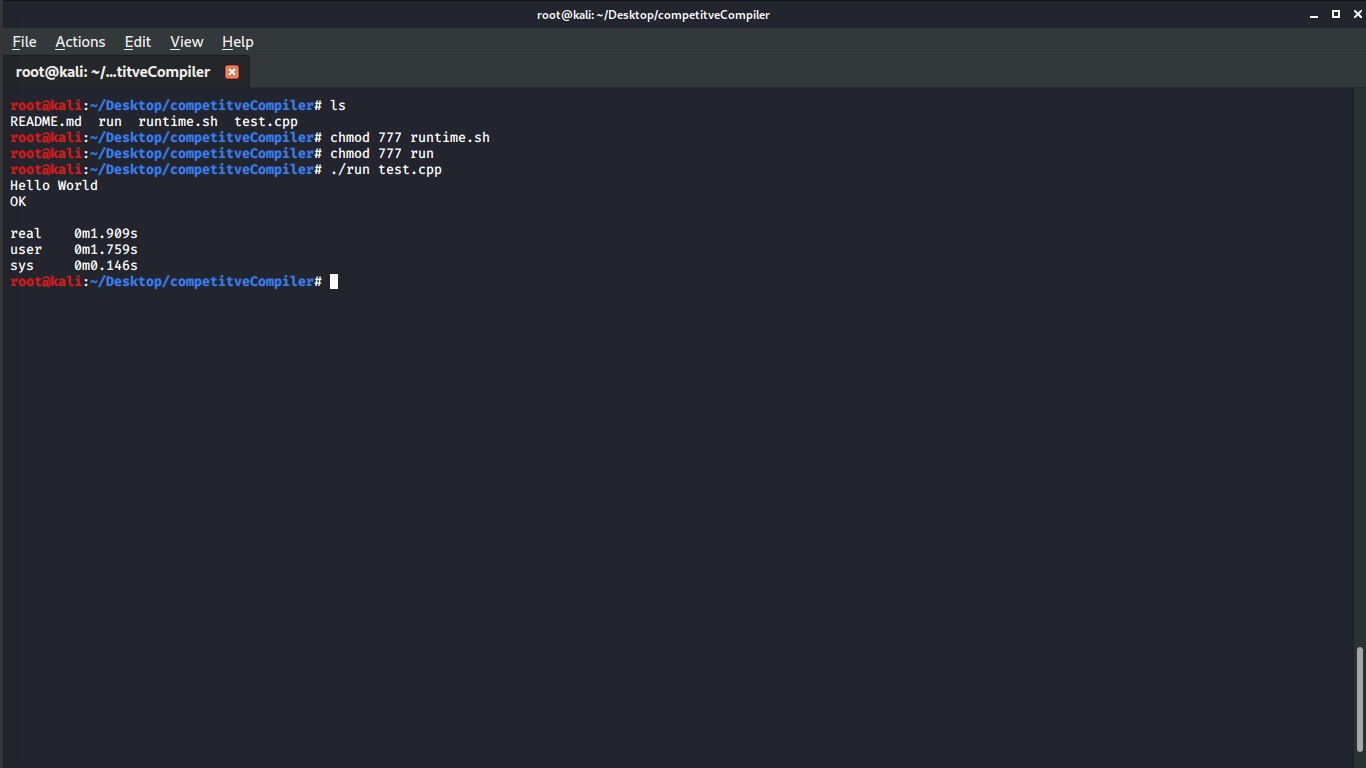 root@kali: ~/Desktop/competitveCompiler
File Actions Edit View Help
root@kali: ~/...titveCompiler
root@kali:~/Desktop/competitveCompiler# ls
README.md  run  runtime.sh  test.cpp
root@kali:~/Desktop/competitveCompiler# chmod 777 runtime.sh
root@kali:~/Desktop/competitveCompiler# chmod 777 run
root@kali:~/Desktop/competitveCompiler# ./run test.cpp
Hello World
OK
real    0m1.909s
user    0m1.759s
sys     0m0.146s
root@kali:~/Desktop/competitveCompiler#